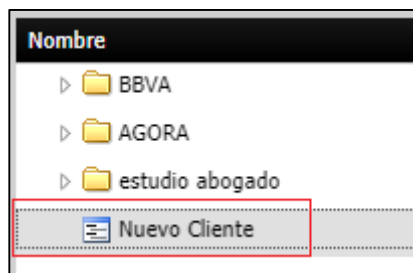 Nombre
BBVA
AGORA
estudio abogado
Nuevo Cliente